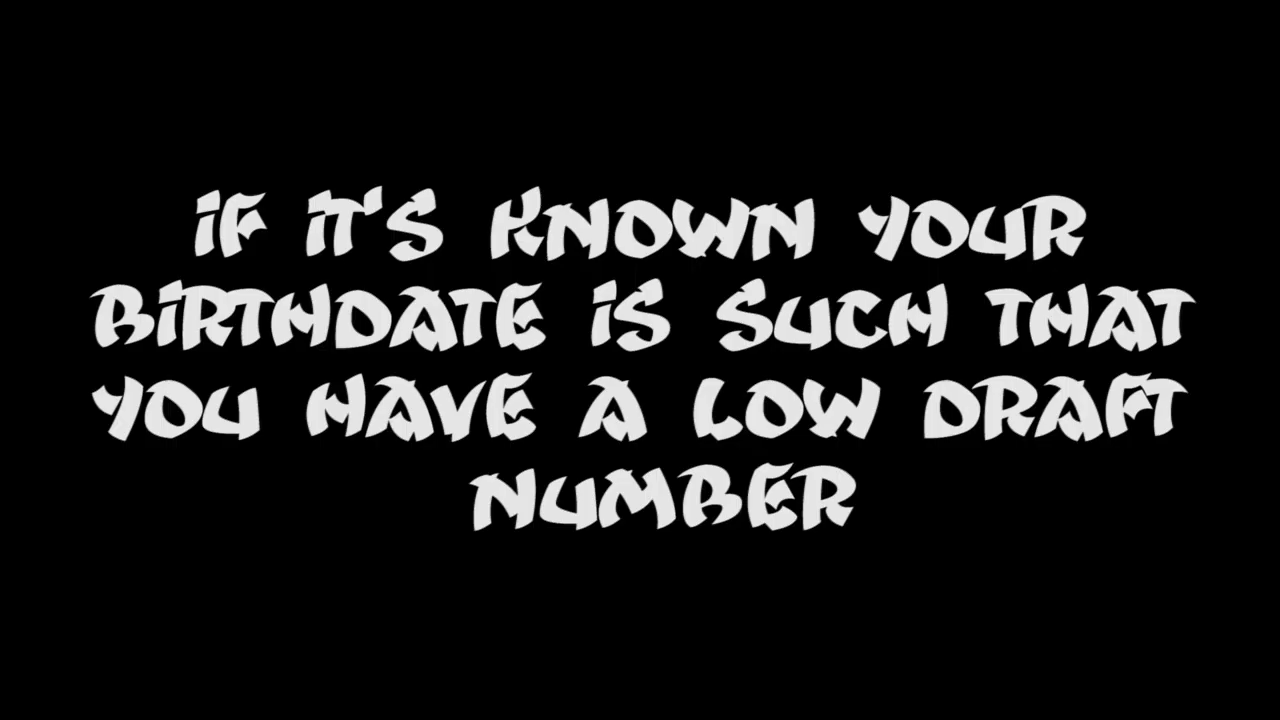 IF IT'S KNOWN YOUR
BIRTHDATE IS SUCH THAT
YOU HAVE A LOW DRAFT
NUMBER